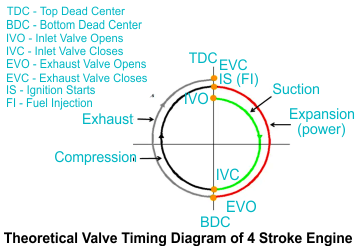 TDC - Top Dead Center
BDC - Bottom Dead Center
IVO - Inlet Valve Opens
IVC - Inlet Valve Closes
EVO - Exhaust Valve Opens
EVC - Exhaust Valve Closes
IS - Ignition Starts
FI - Fuel Injection
TDC
EVC
IS (FI)
IVO
Suction
Expansion
(power)
Exhaust
Compression
IVC
EVO
BDC
Theoretical Valve Timing Diagram of 4 Stroke Engine